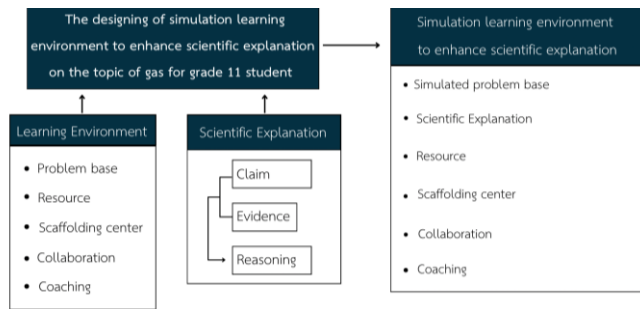 The designing of simulation learning
environment to enhance scientific explanation
on the topic of gas for grade 11 student
Simulation learning environment
to enhance scientific explanation
Learning Environment
• Problem base
• Resource
• Scaffolding center
• Collaboration
• Coaching
Scientific Explanation
Claim
Evidence
Reasoning
• Simulated problem base
• Scientific Explanation
• Resource
• Scaffolding center
• Collaboration
• Coaching